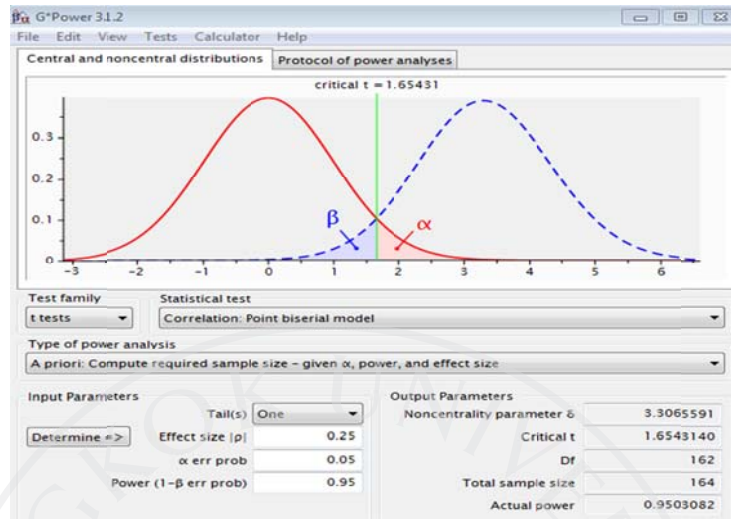 βα G*Power 3.1.2
File Edit View Tests Calculator Help
Central and noncentral distributions Protocol of power analyses
critical t = 1.65431
0.3
0.2
0.1
0
β α
-3 -2 -1 0 1 2 3 4 5 6
Test family Statistical test
t tests Correlation: Point biserial model
Type of power analysis
A priori: Compute required sample size – given α, power, and effect size
Input Parameters Output Parameters
Tail(s) One Noncentrality parameter δ 3.3065591
Determine => Effect size |ρ| 0.25 Critical t 1.6543140
α err prob 0.05 Df 162
Power (1-β err prob) 0.95 Total sample size 164
Actual power 0.9503082